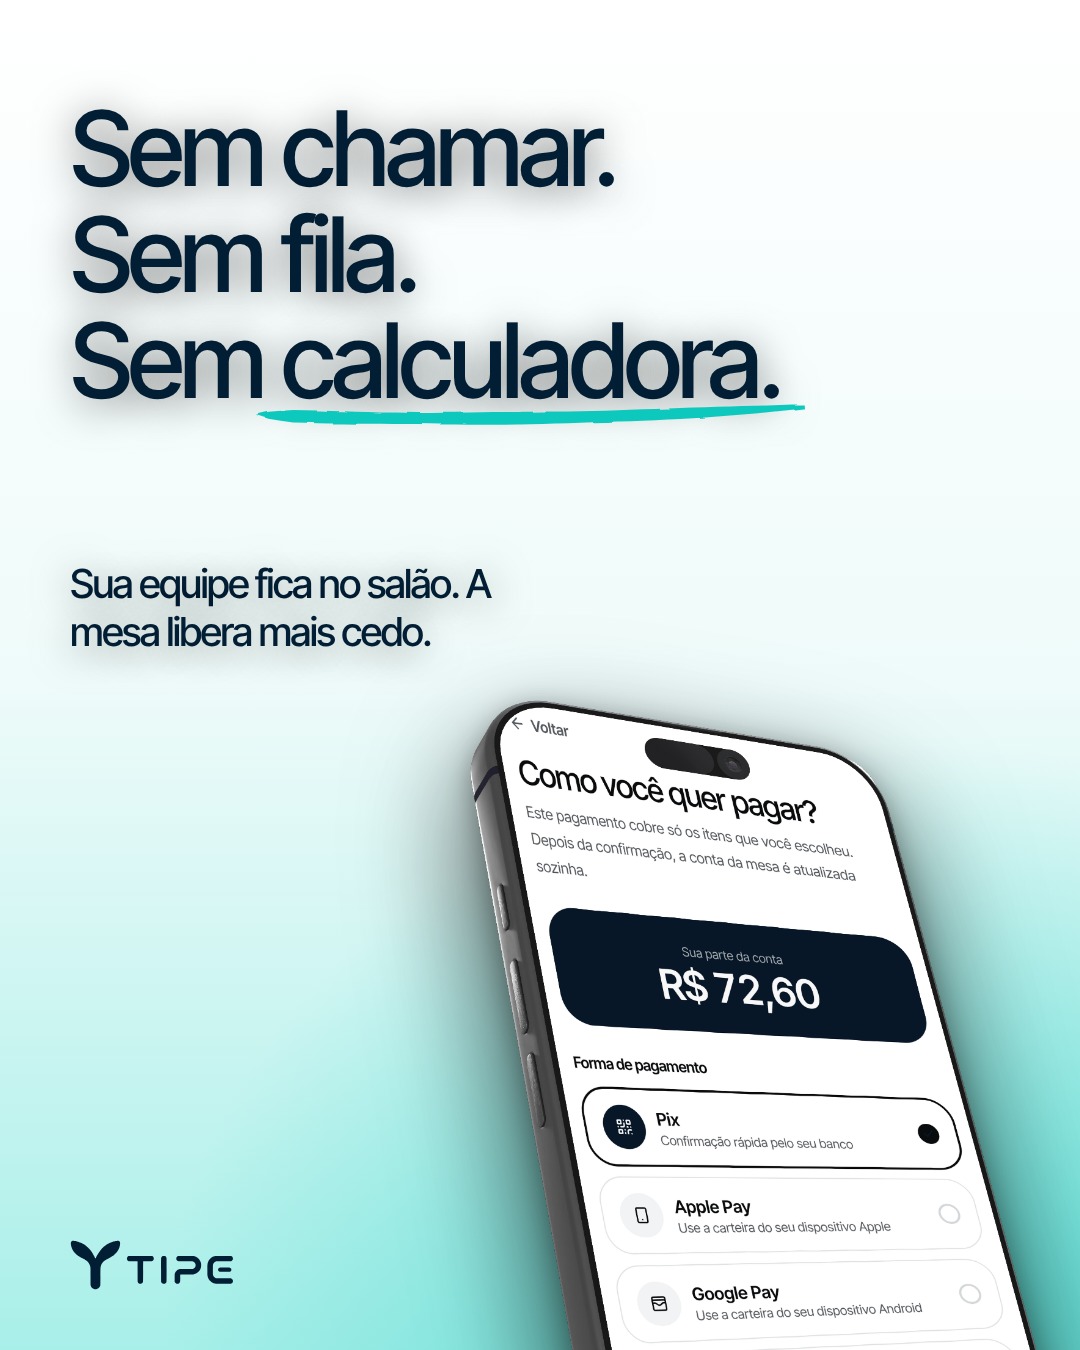 Sem chamar.
Sem fila.
Sem calculadora.
Sua equipe fica no salão. A
mesa libera mais cedo.
Voltar
Como você quer pagar?
Este pagamento cobre só os itens que você escolheu.
Depois da confirmação, a conta da mesa é atualizada
sozinha.
Sua parte da conta
R$ 72,60
Forma de pagamento
Pix
Confirmação rápida pelo seu banco
Apple Pay
Use a carteira do seu dispositivo Apple
Google Pay
Use a carteira do seu dispositivo Android
TIPE